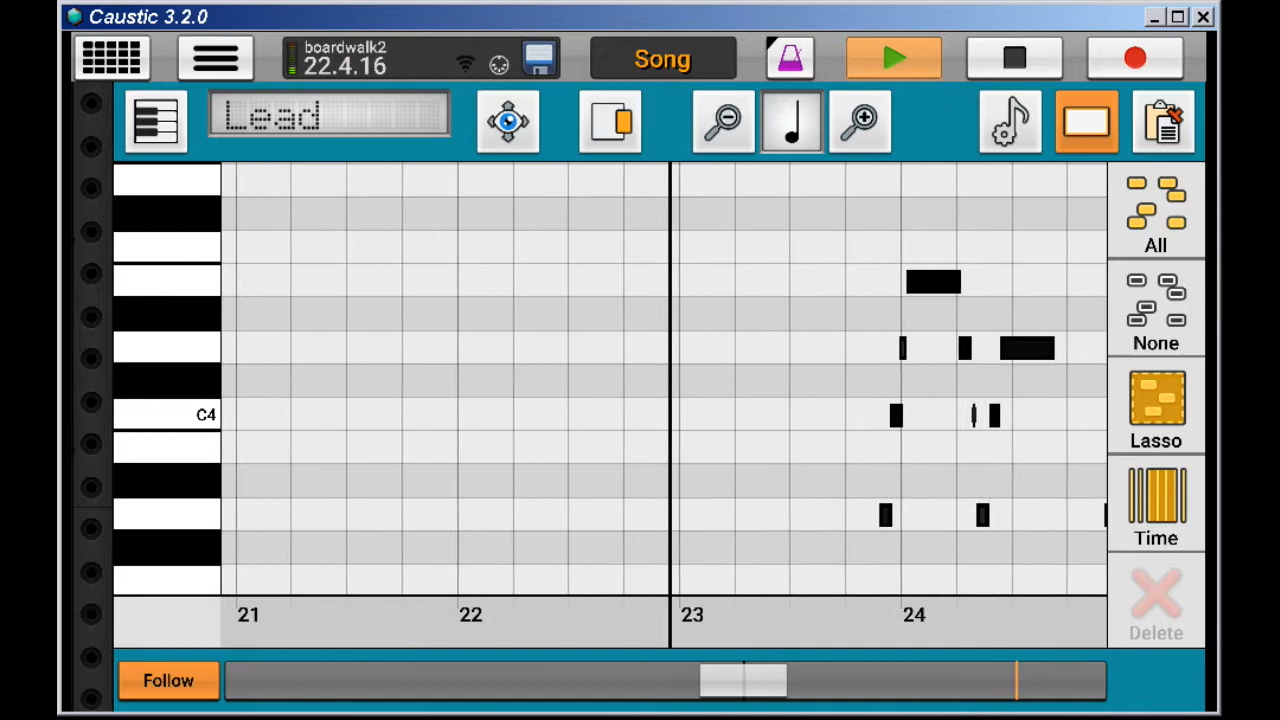 Caustic 3.2.0
boardwalk2
22.4.16
Song
Lead
All
None
C4
Lasso
Time
21 22 23 24
Delete
Follow